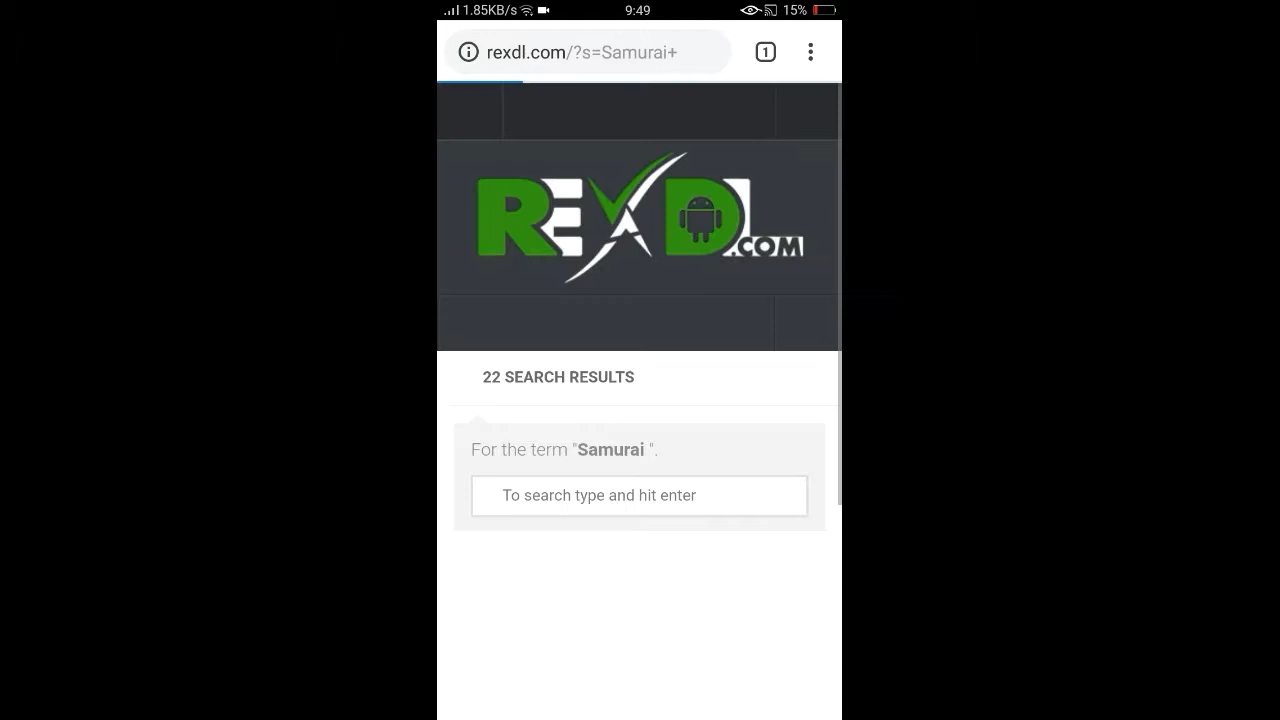 1.85KB/s 9:49 15%
rexdl.com/?s=Samurai+ 1
REXDL.COM
22 SEARCH RESULTS
For the term "Samurai ".
To search type and hit enter